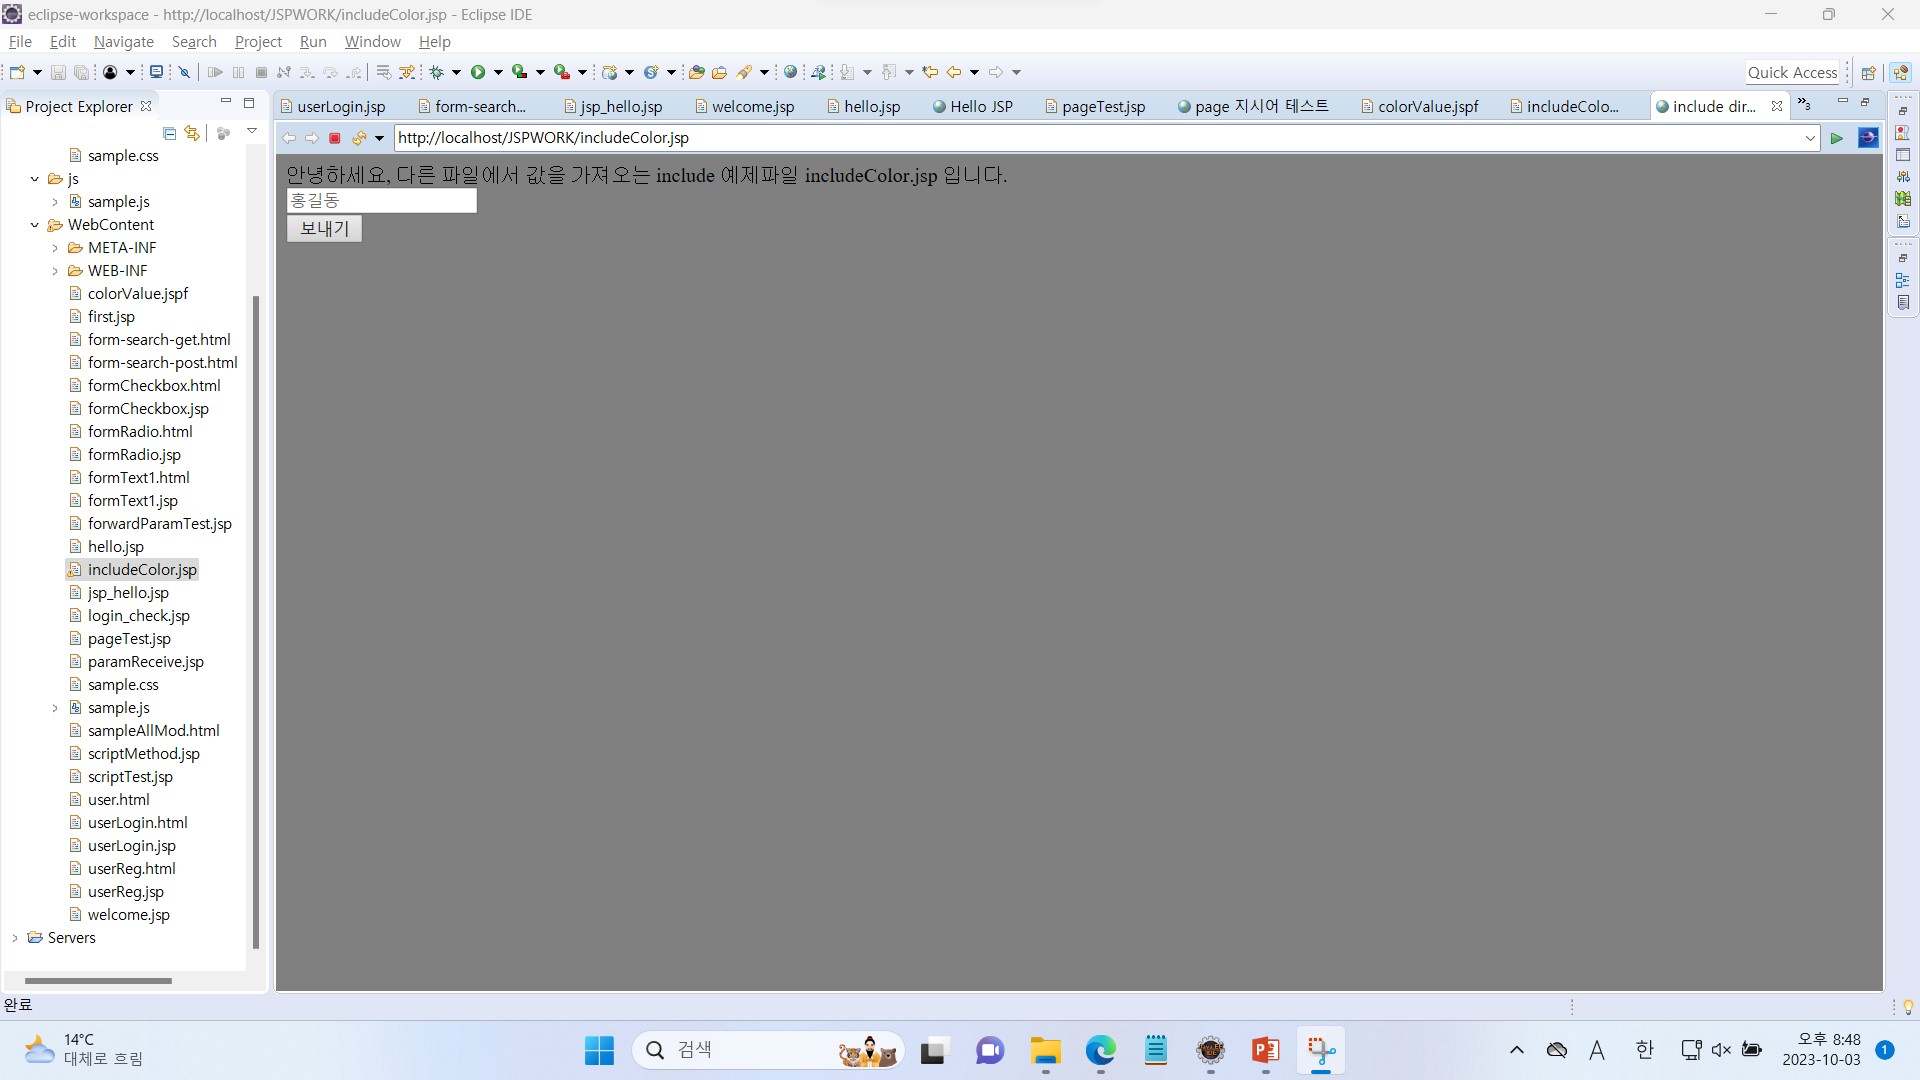 eclipse-workspace - http://localhost/JSPWORK/includeColor.jsp - Eclipse IDE
File Edit Navigate Search Project Run Window Help
Quick Access
Project Explorer
userLogin.jsp form-search... jsp_hello.jsp welcome.jsp hello.jsp Hello JSP pageTest.jsp page 지시어 테스트 colorValue.jspf includeColo... include dir... »3
http://localhost/JSPWORK/includeColor.jsp
sample.css
js
sample.js
WebContent
META-INF
WEB-INF
colorValue.jspf
first.jsp
form-search-get.html
form-search-post.html
formCheckbox.html
formCheckbox.jsp
formRadio.html
formRadio.jsp
formText1.html
formText1.jsp
forwardParamTest.jsp
hello.jsp
includeColor.jsp
jsp_hello.jsp
login_check.jsp
pageTest.jsp
paramReceive.jsp
sample.css
sample.js
sampleAllMod.html
scriptMethod.jsp
scriptTest.jsp
user.html
userLogin.html
userLogin.jsp
userReg.html
userReg.jsp
welcome.jsp
Servers
안녕하세요, 다른 파일에서 값을 가져오는 include 예제파일 includeColor.jsp 입니다.
홍길동
보내기
완료
14°C
대체로 흐림
검색
A 한
오후 8:48
2023-10-03
1